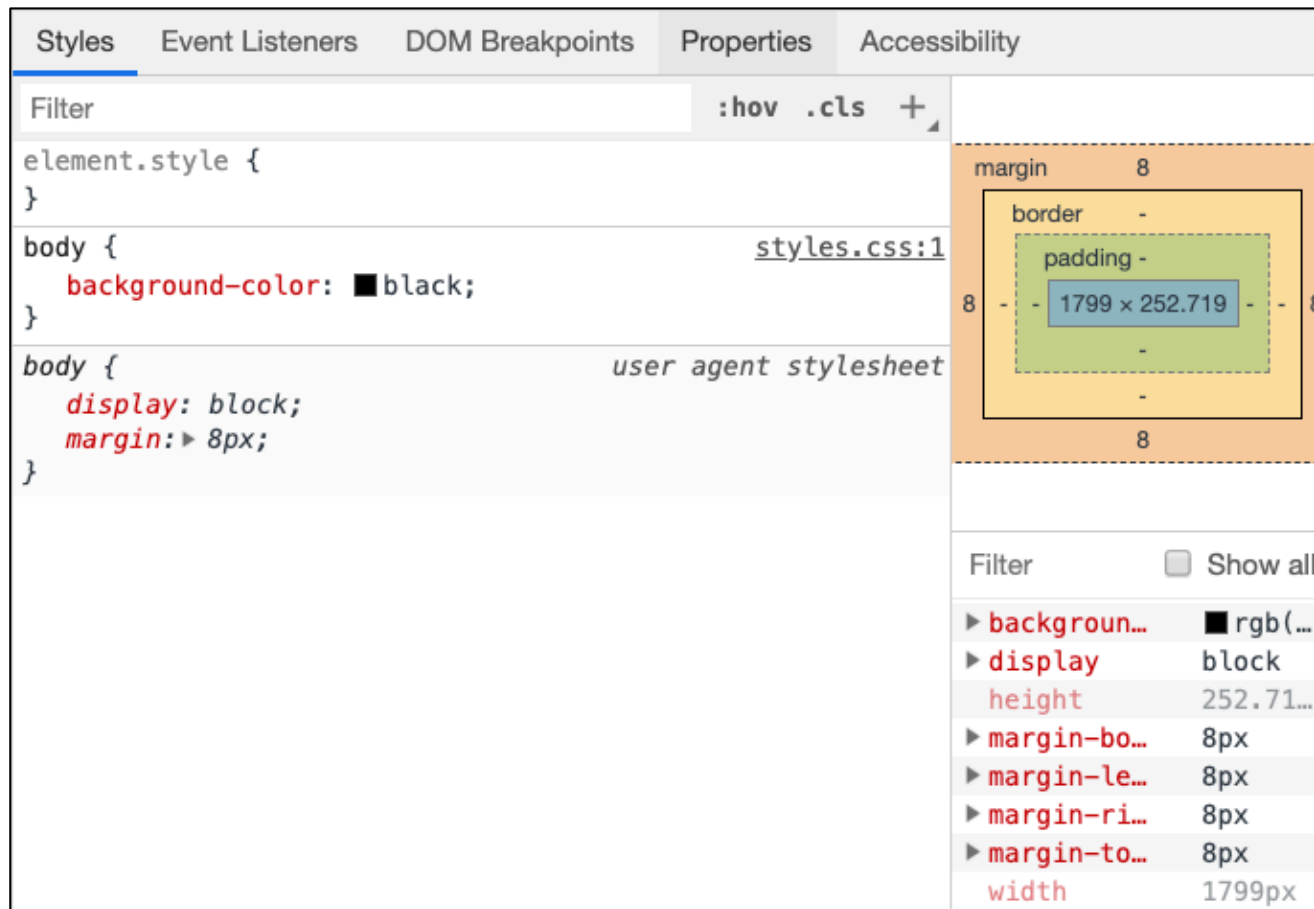 Styles Event Listeners DOM Breakpoints Properties Accessibility
Filter :hov .cls +
element.style {
}
body { styles.css:1
background-color: black;
}
body { user agent stylesheet
display: block;
margin: 8px;
}
margin 8
border -
padding -
8 - - 1799 × 252.719 - - 8
-
-
8
Filter Show all
backgroun… rgb(…
display block
height 252.71…
margin-bo… 8px
margin-le… 8px
margin-ri… 8px
margin-to… 8px
width 1799px